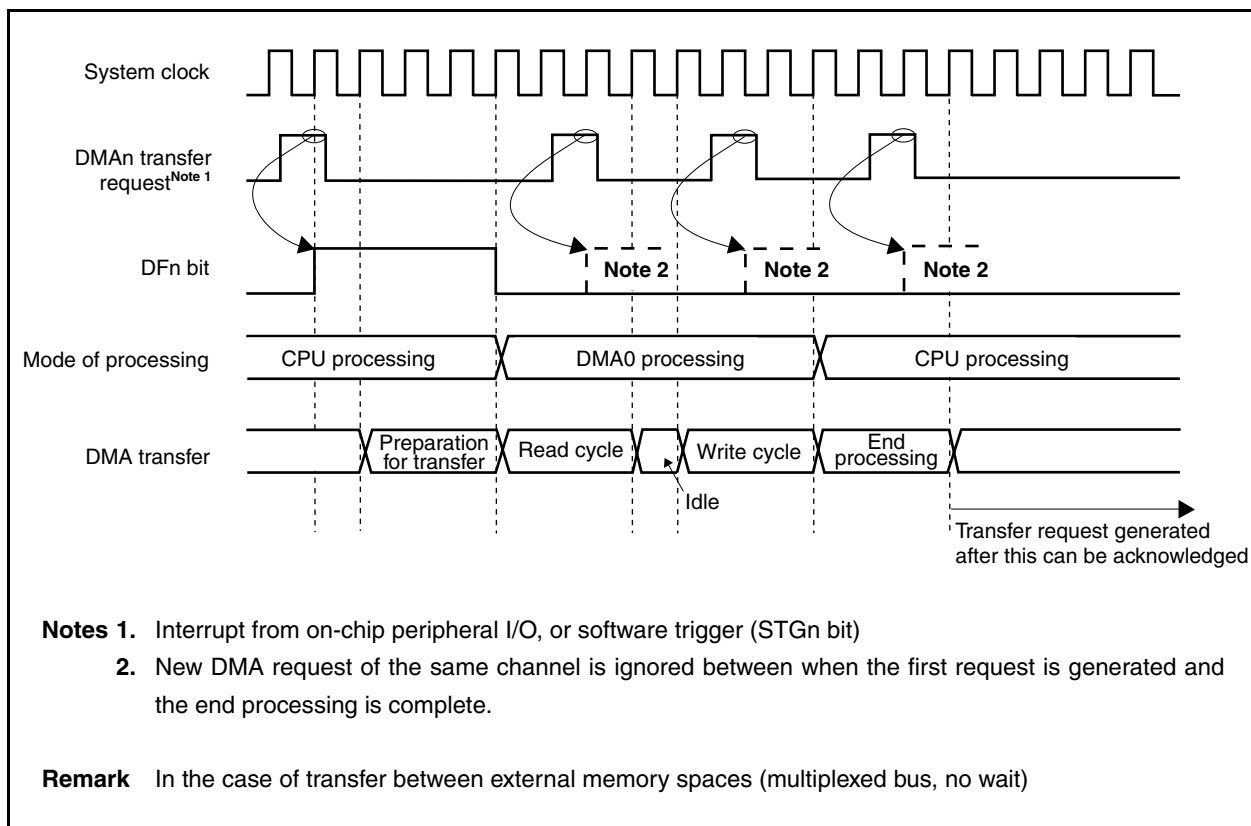 System clock
DMAn transfer
request Note 1
DFn bit
Note 2
Note 2
Note 2
Mode of processing
CPU processing
DMA0 processing
CPU processing
DMA transfer
Preparation
for transfer
Read cycle
Idle
Write cycle
End
processing
Transfer request generated
after this can be acknowledged
Notes 1. Interrupt from on-chip peripheral I/O, or software trigger (STGn bit)
2. New DMA request of the same channel is ignored between when the first request is generated and
the end processing is complete.
Remark In the case of transfer between external memory spaces (multiplexed bus, no wait)